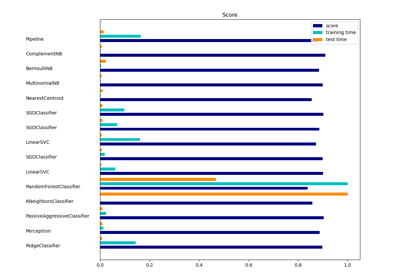 Score
score
training time
test time
Pipeline
ComplementNB
BernoulliNB
MultinomialNB
NearestCentroid
SGDClassifier
SGDClassifier
LinearSVC
SGDClassifier
LinearSVC
RandomForestClassifier
KNeighborsClassifier
PassiveAggressiveClassifier
Perceptron
RidgeClassifier
0.0 0.2 0.4 0.6 0.8 1.0